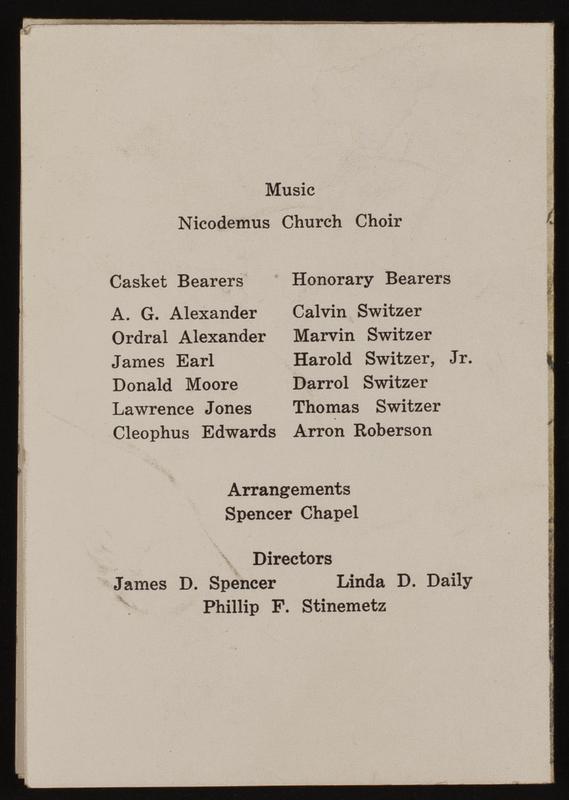 Music
Nicodemus Church Choir
Casket Bearers Honorary Bearers
A. G. Alexander Calvin Switzer
Ordral Alexander Marvin Switzer
James Earl Harold Switzer, Jr.
Donald Moore Darrol Switzer
Lawrence Jones Thomas Switzer
Cleophus Edwards Arron Roberson
Arrangements
Spencer Chapel
Directors
James D. Spencer Linda D. Daily
Phillip F. Stinemetz